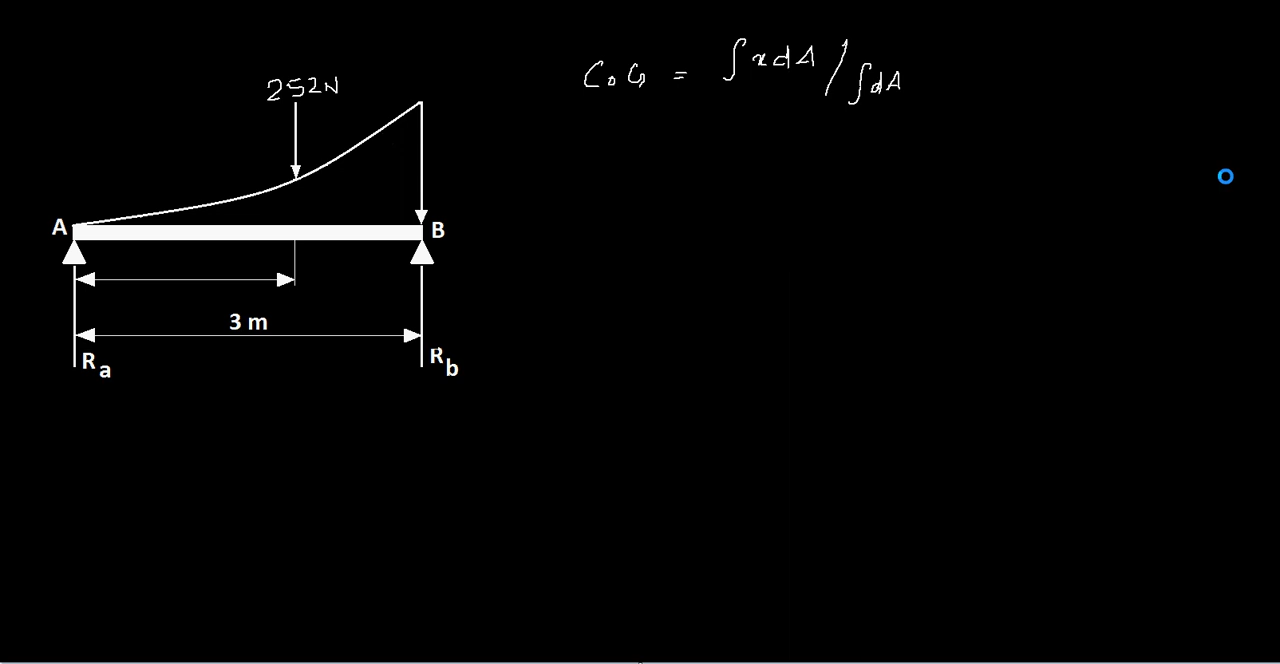 C.G = ∫xdA/∫dA
252N
A
B
3 m
Ra
Rb